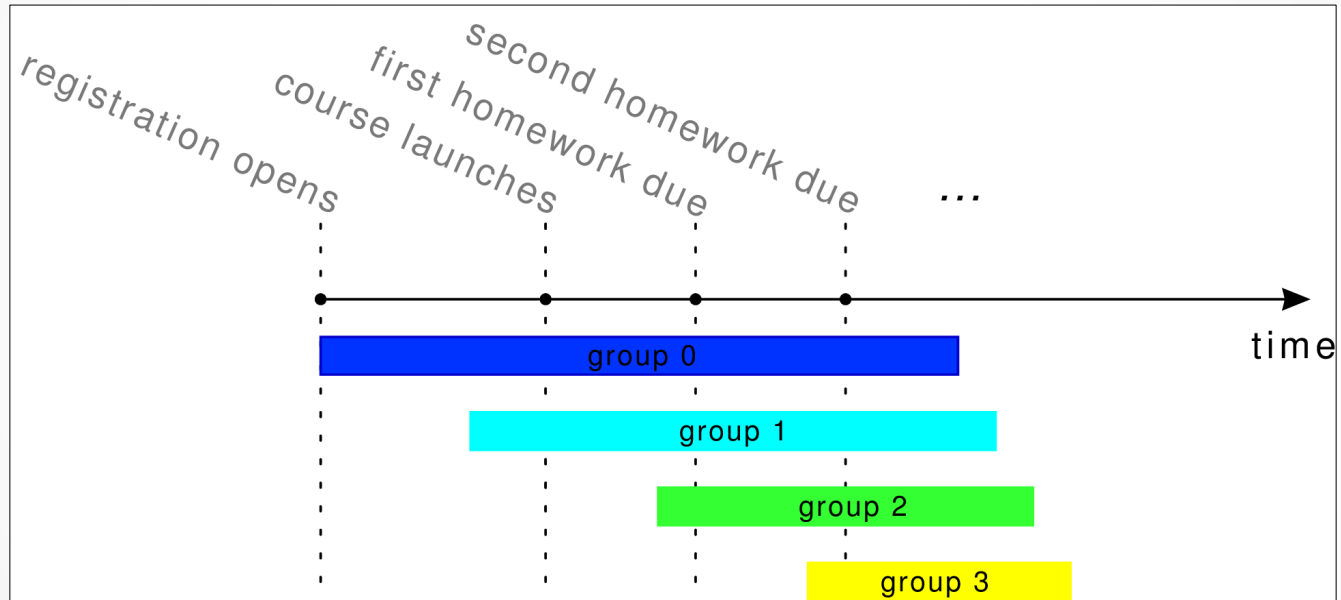 registration opens
course launches
first homework due
second homework due
...
time
group 0
group 1
group 2
group 3